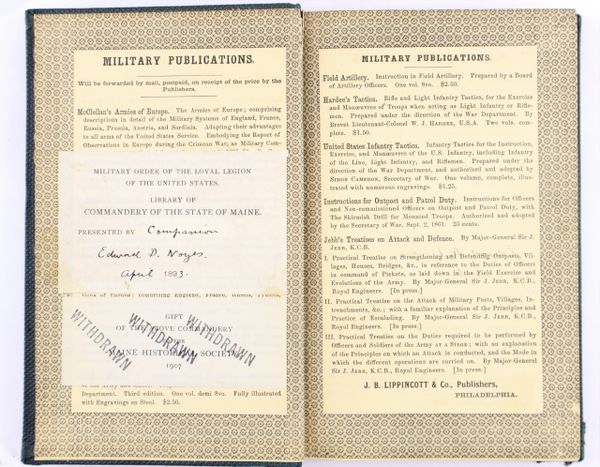 MILITARY PUBLICATIONS.
Will be forwarded by mail, postpaid, on receipt of the price by the
Publishers.
McClellan's Armies of Europe. The Armies of Europe; comprising
descriptions in detail of the Military Systems of England, France,
Russia, Prussia, Austria, and Sardinia. Adapting their advantages
to all arms of the United States Service. Embodying the Report of
Observations in Europe during the Crimean War, as Military Com-
MILITARY ORDER OF THE LOYAL LEGION
OF THE UNITED STATES.
LIBRARY OF
COMMANDERY OF THE STATE OF MAINE.
PRESENTED BY Companion
Edward D. Noyes.
April 1893.
GIFT
OF THE ABOVE COMMANDERY
MAINE HISTORICAL SOCIETY
1907
WITHDRAWN
WITHDRAWN
WITHDRAWN
Department. Third edition. One vol. demi 8vo. Fully illustrated
with Engravings on Steel. $2.50.
MILITARY PUBLICATIONS.
Field Artillery. Instruction in Field Artillery. Prepared by a Board
of Artillery Officers. One vol. 8vo. $2.50.
Hardee's Tactics. Rifle and Light Infantry Tactics, for the Exercise
and Manœuvres of Troops when acting as Light Infantry or Rifle-
men. Prepared under the direction of the War Department. By
Brevet Lieutenant-Colonel W. J. HARDEE, U.S.A. Two vols. com-
plete. $1.50.
United States Infantry Tactics. Infantry Tactics for the Instruction,
Exercise, and Manœuvres of the U.S. Infantry, including Infantry
of the Line, Light Infantry, and Riflemen. Prepared under the
direction of the War Department, and authorized and adopted by
SIMON CAMERON, Secretary of War. One volume, complete, illus-
trated with numerous engravings. $1.25.
Instructions for Outpost and Patrol Duty. Instructions for Officers
and Non-commissioned Officers on Outpost and Patrol Duty, with
The Skirmish Drill for Mounted Troops. Authorized and adopted
by the Secretary of War, Sept. 2, 1861. 25 cents.
Jebb's Treatises on Attack and Defence. By Major-General Sir J.
JEBB, K.C.B.
I. Practical Treatise on Strengthening and Defending Outposts, Vil-
lages, Houses, Bridges, &c., in reference to the Duties of Officers
in command of Pickets, as laid down in the Field Exercise and
Evolutions of the Army. By Major-General Sir J. JEBB, K.C.B.,
Royal Engineers. [In press.]
II. Practical Treatise on the Attack of Military Posts, Villages, In-
trenchments, &c.; with a familiar explanation of the Principles and
Practice of Escalading. By Major-General Sir J. JEBB, K.C.B.,
Royal Engineers. [In press.]
III. Practical Treatise on the Duties required to be performed by
Officers and Soldiers of the Army AT A SIEGE; with an explanation
of the Principles on which an Attack is conducted, and the Mode in
which the different operations are carried on. By Major-General
Sir J. JEBB, K.C.B., Royal Engineers. [In press.]
J. B. LIPPINCOTT & Co., Publishers,
PHILADELPHIA.